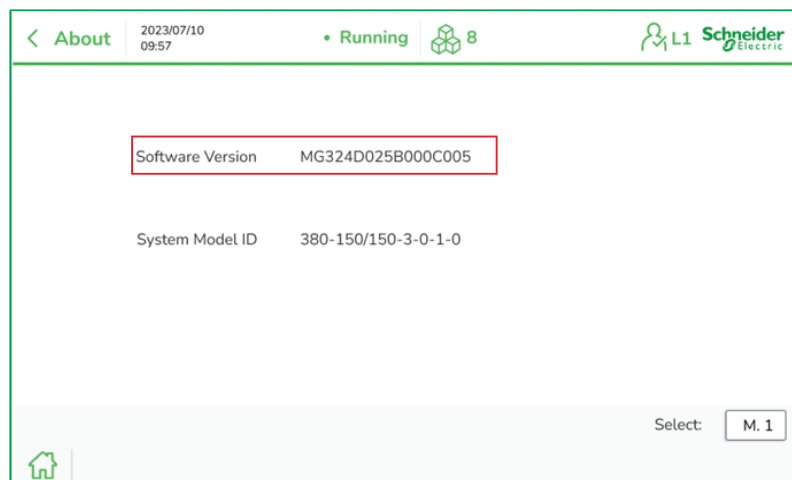 About
2023/07/10
09:57
• Running
8
L1
Schneider
Electric
Software Version MG324D025B000C005
System Model ID 380-150/150-3-0-1-0
Select: M. 1